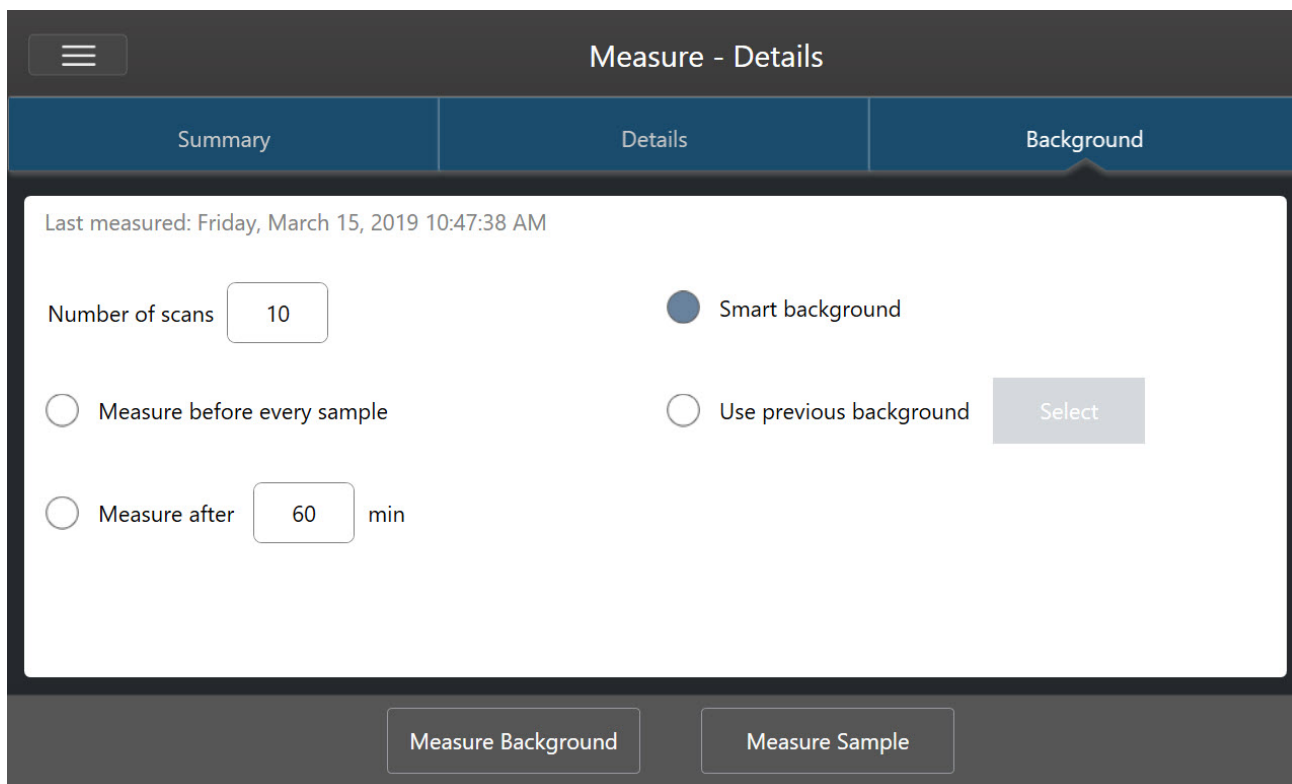 Measure - Details
Summary Details Background
Last measured: Friday, March 15, 2019 10:47:38 AM
Number of scans 10 Smart background
Measure before every sample Use previous background Select
Measure after 60 min
Measure Background Measure Sample